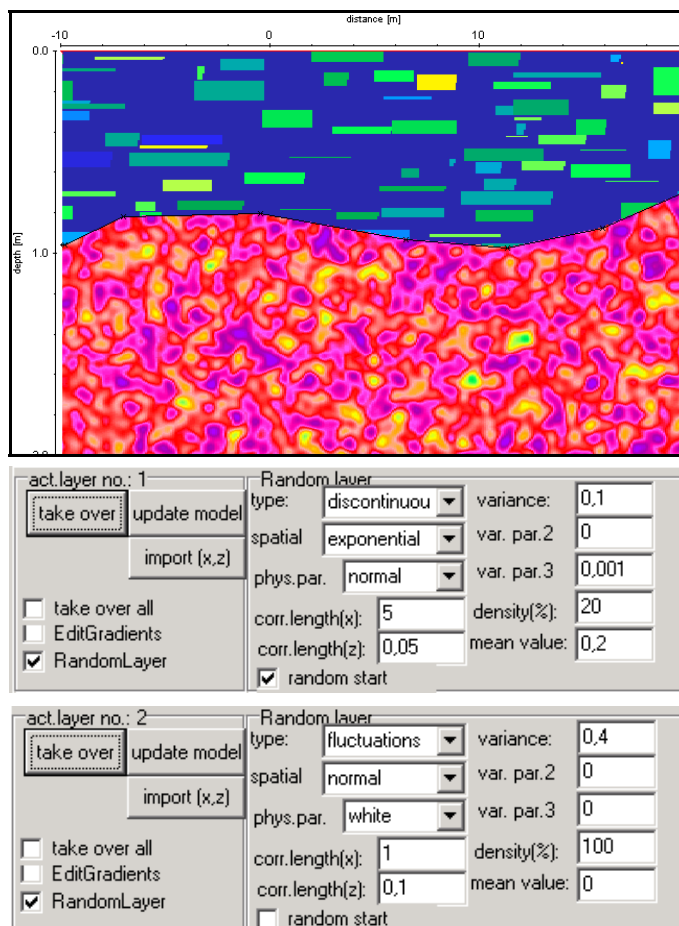 distance [m]
-10 0 10
0.0
depth [m]
1.0
act.layer no.: 1
take over
update model
import (x,z)
take over all
EditGradients
RandomLayer
Random layer
type: discontinuou variance: 0,1
spatial exponential var. par.2 0
phys.par. normal var. par.3 0,001
corr.length(x): 5 density(%): 20
corr.length(z): 0,05 mean value: 0,2
random start
act.layer no.: 2
take over
update model
import (x,z)
take over all
EditGradients
RandomLayer
Random layer
type: fluctuations variance: 0,4
spatial normal var. par.2 0
phys.par. white var. par.3 0
corr.length(x): 1 density(%): 100
corr.length(z): 0,1 mean value: 0
random start